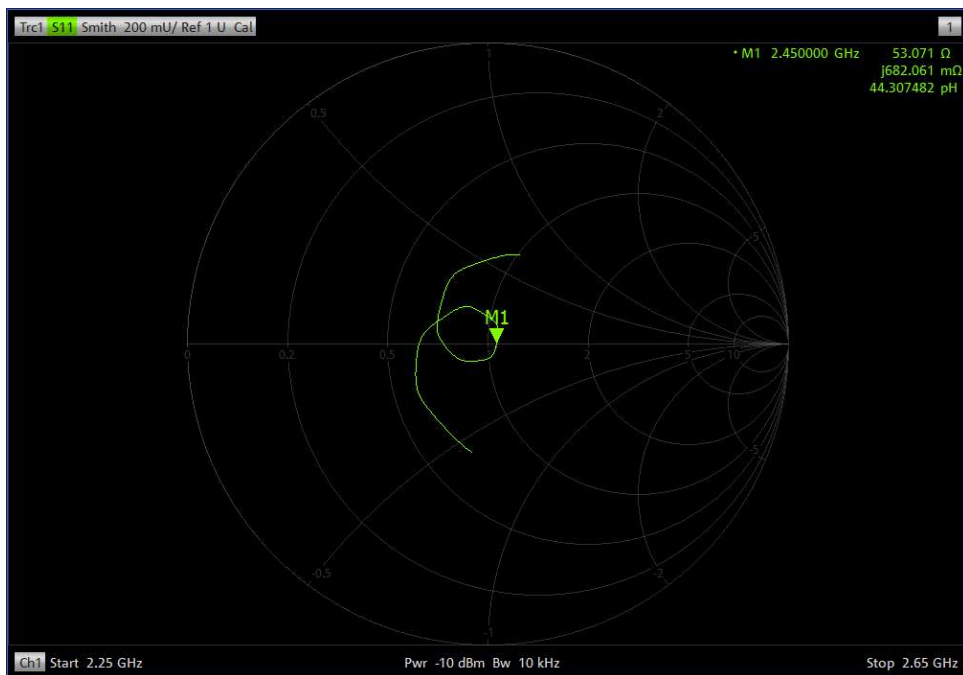 Trc1 S11 Smith 200 mU/ Ref 1 U Cal
1
• M1 2.450000 GHz 53.071 Ω
j682.061 mΩ
44.307482 pH
1
0.5
2
5
M1
0 0.2 0.5 1 2 5 10
-5
-0.5
-2
-1
Ch1 Start 2.25 GHz Pwr -10 dBm Bw 10 kHz Stop 2.65 GHz